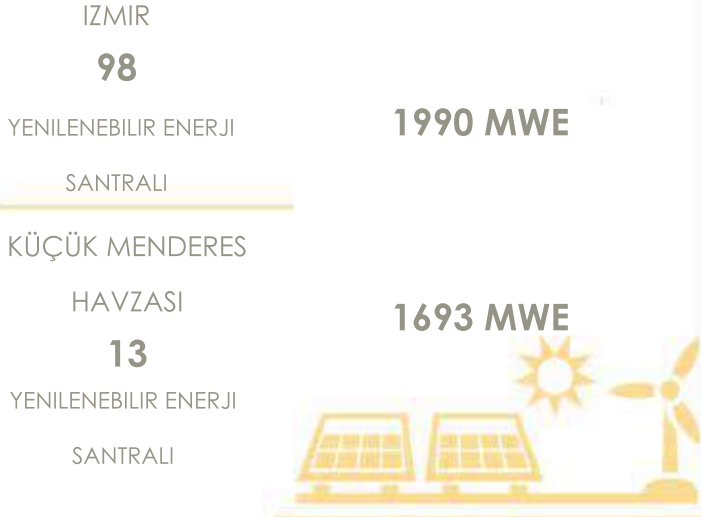 IZMIR
98
YENILENEBILIR ENERJI
SANTRALI
1990 MWE
KÜÇÜK MENDERES
HAVZASI
13
YENILENEBILIR ENERJI
SANTRALI
1693 MWE